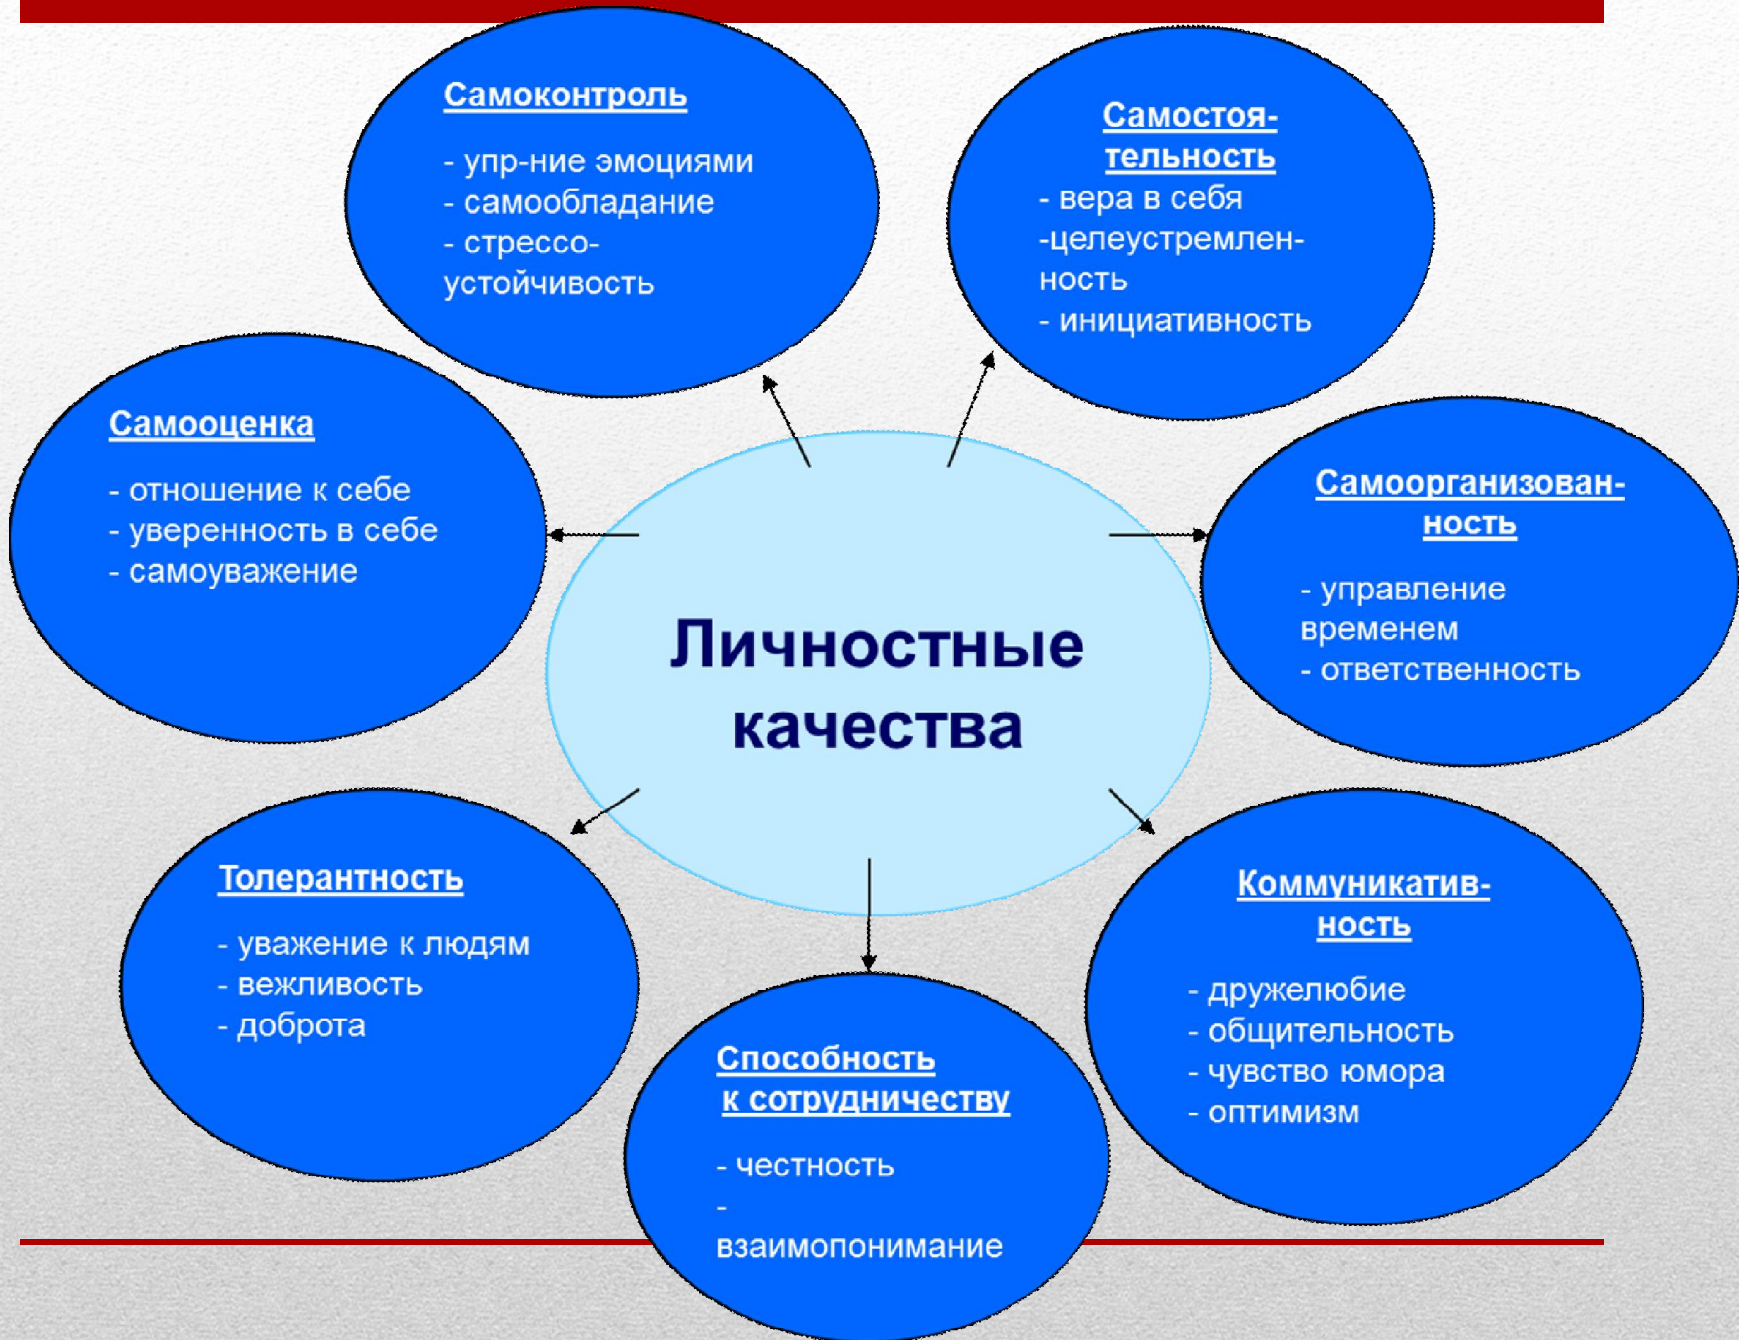 Самоконтроль
- упр-ние эмоциями
- самообладание
- стрессо-
устойчивость
Самостоя-
тельность
- вера в себя
-целеустремлен-
ность
- инициативность
Самооценка
- отношение к себе
- уверенность в себе
- самоуважение
Самоорганизован-
ность
- управление
временем
- ответственность
Личностные
качества
Толерантность
- уважение к людям
- вежливость
- доброта
Способность
к сотрудничеству
- честность
-
взаимопонимание
Коммуникатив-
ность
- дружелюбие
- общительность
- чувство юмора
- оптимизм